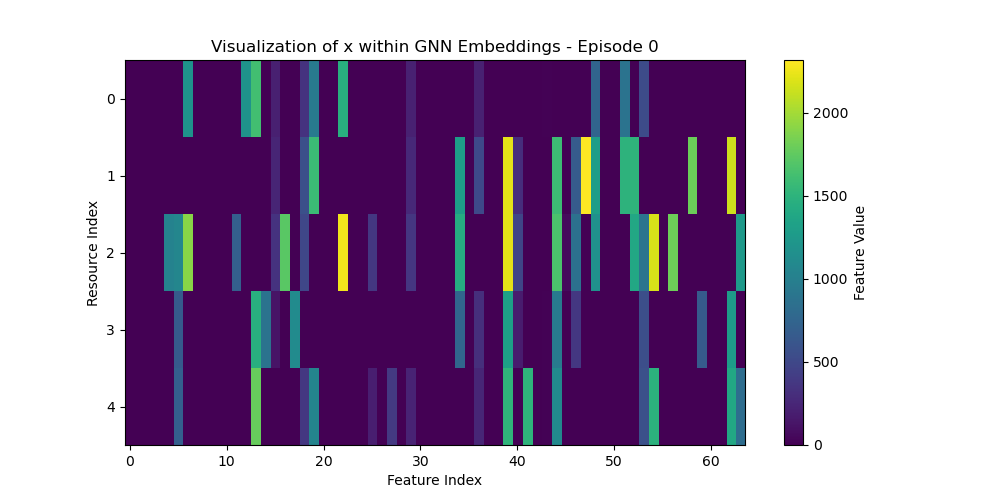 Visualization of x within GNN Embeddings - Episode 0
Resource Index
0
1
2
3
4
0 10 20 30 40 50 60
Feature Index
2000
1500
1000
500
0
Feature Value